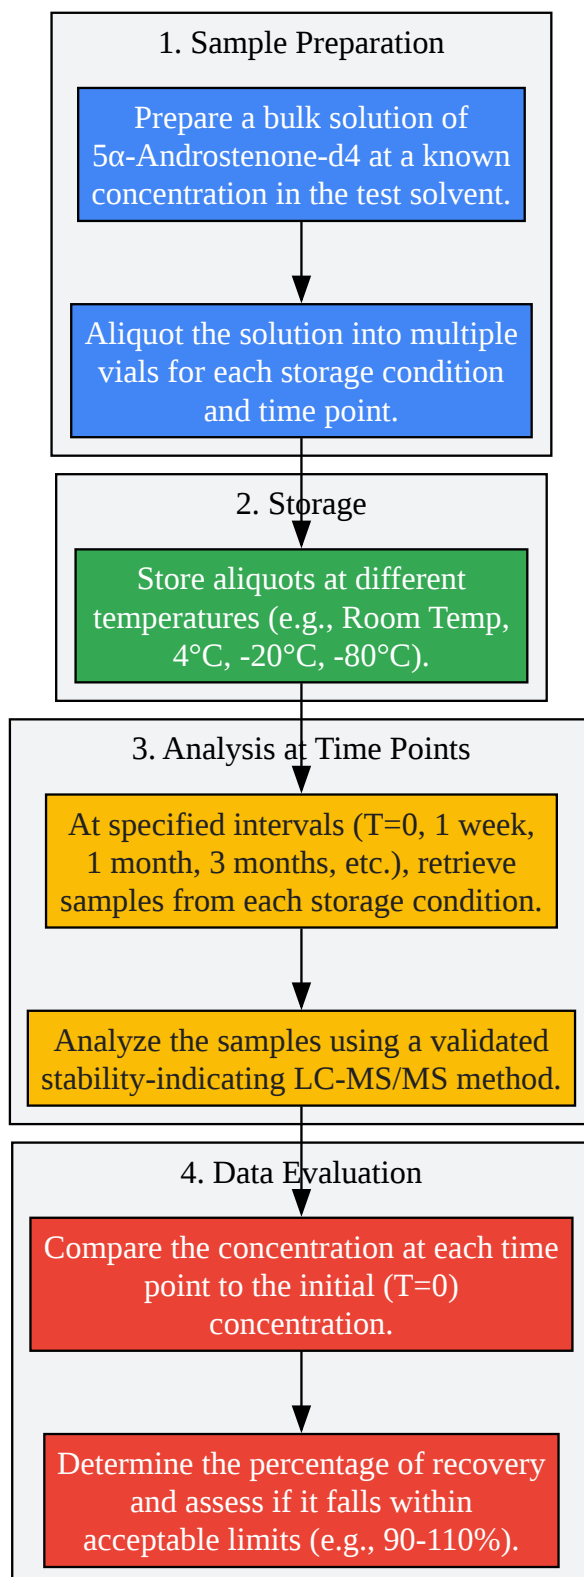 1. Sample Preparation
Prepare a bulk solution of
5α-Androstenone-d4 at a known
concentration in the test solvent.
Aliquot the solution into multiple
vials for each storage condition
and time point.
2. Storage
Store aliquots at different
temperatures (e.g., Room Temp,
4°C, -20°C, -80°C).
3. Analysis at Time Points
At specified intervals (T=0, 1 week,
1 month, 3 months, etc.), retrieve
samples from each storage condition.
Analyze the samples using a validated
stability-indicating LC-MS/MS method.
4. Data Evaluation
Compare the concentration at each time
point to the initial (T=0)
concentration.
Determine the percentage of recovery
and assess if it falls within
acceptable limits (e.g., 90-110%).